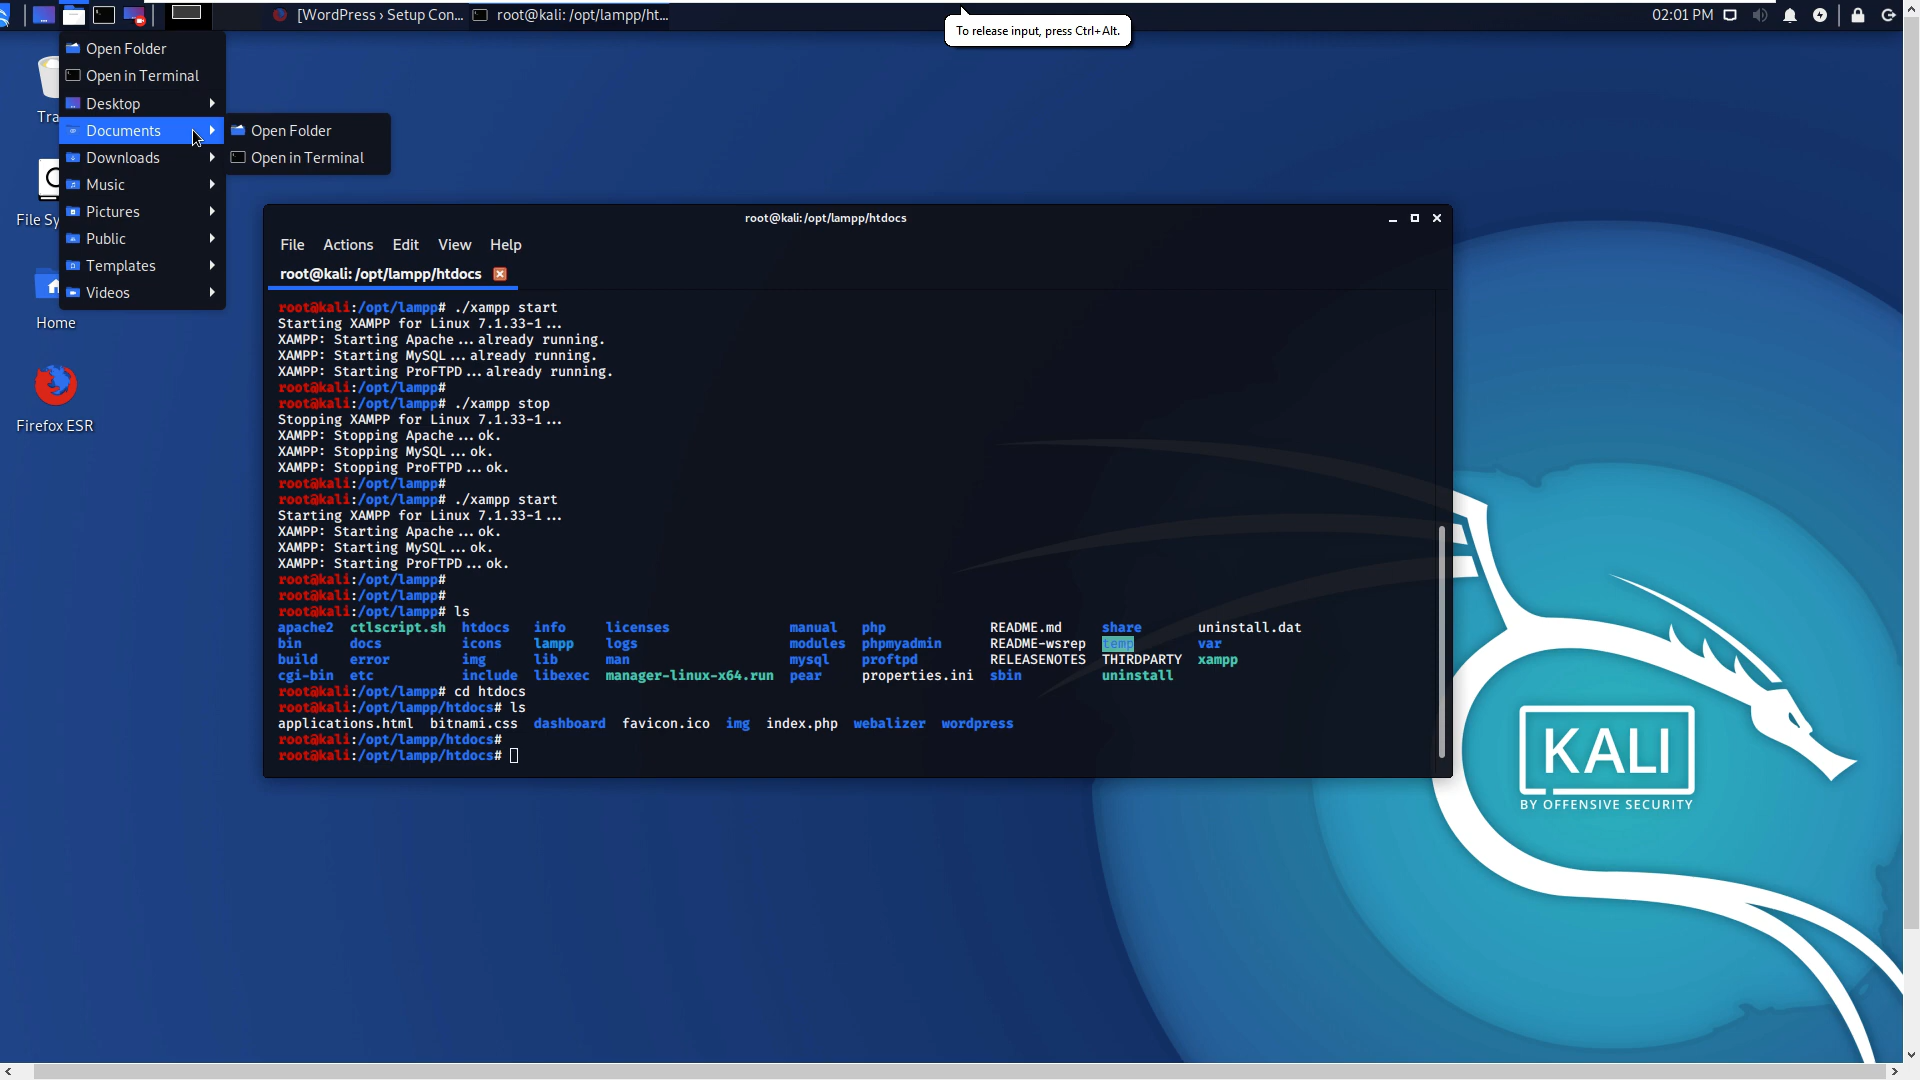 [WordPress › Setup Con...
root@kali: /opt/lampp/ht...
02:01 PM
To release input, press Ctrl+Alt.
Open Folder
Open in Terminal
Desktop
Documents
Downloads
Music
Pictures
Public
Templates
Videos
Open Folder
Open in Terminal
Tra
File Sy
Home
Firefox ESR
root@kali: /opt/lampp/htdocs
File Actions Edit View Help
root@kali: /opt/lampp/htdocs
root@kali:/opt/lampp# ./xampp start
Starting XAMPP for Linux 7.1.33-1...
XAMPP: Starting Apache...already running.
XAMPP: Starting MySQL...already running.
XAMPP: Starting ProFTPD...already running.
root@kali:/opt/lampp#
root@kali:/opt/lampp# ./xampp stop
Stopping XAMPP for Linux 7.1.33-1...
XAMPP: Stopping Apache...ok.
XAMPP: Stopping MySQL...ok.
XAMPP: Stopping ProFTPD...ok.
root@kali:/opt/lampp#
root@kali:/opt/lampp# ./xampp start
Starting XAMPP for Linux 7.1.33-1...
XAMPP: Starting Apache...ok.
XAMPP: Starting MySQL...ok.
XAMPP: Starting ProFTPD...ok.
root@kali:/opt/lampp#
root@kali:/opt/lampp#
root@kali:/opt/lampp# ls
apache2 ctlscript.sh htdocs info licenses manual php README.md share uninstall.dat
bin docs icons lampp logs modules phpmyadmin README-wsrep temp var
build error img lib man mysql proftpd RELEASENOTES THIRDPARTY xampp
cgi-bin etc include libexec manager-linux-x64.run pear properties.ini sbin uninstall
root@kali:/opt/lampp# cd htdocs
root@kali:/opt/lampp/htdocs# ls
applications.html bitnami.css dashboard favicon.ico img index.php webalizer wordpress
root@kali:/opt/lampp/htdocs#
root@kali:/opt/lampp/htdocs#
KALI
BY OFFENSIVE SECURITY